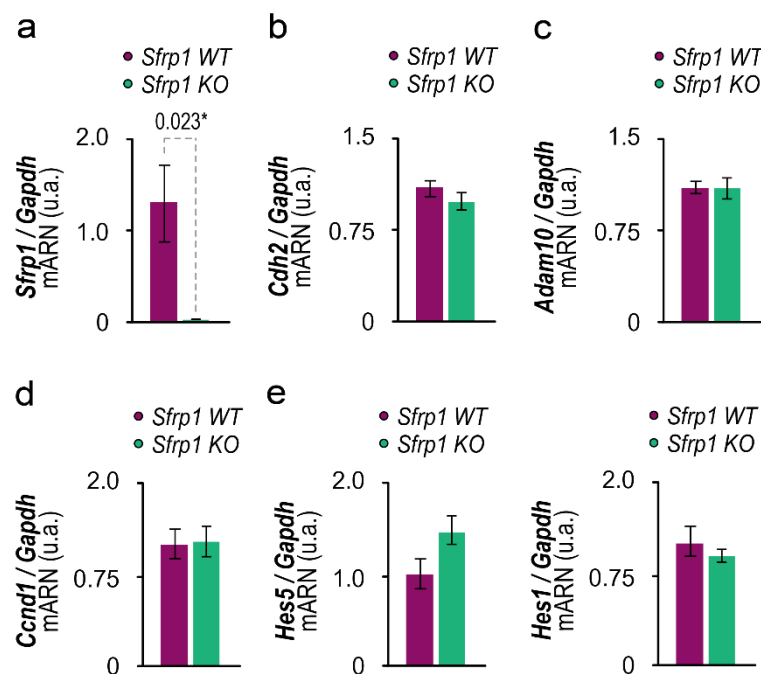 a
Sfrp1 WT
Sfrp1 KO
0.023*
2.0
1.0
0
Sfrp1 / Gapdh
mARN (u.a.)
b
Sfrp1 WT
Sfrp1 KO
1.5
0.75
0
Cdh2 / Gapdh
mARN (u.a.)
c
Sfrp1 WT
Sfrp1 KO
1.5
0.75
0
Adam10 / Gapdh
mARN (u.a.)
d
Sfrp1 WT
Sfrp1 KO
2.0
0.75
0
Ccnd1 / Gapdh
mARN (u.a.)
e
Sfrp1 WT
Sfrp1 KO
2.0
1.0
0
Hes5 / Gapdh
mARN (u.a.)
Sfrp1 WT
Sfrp1 KO
2.0
0.75
0
Hes1 / Gapdh
mARN (u.a.)